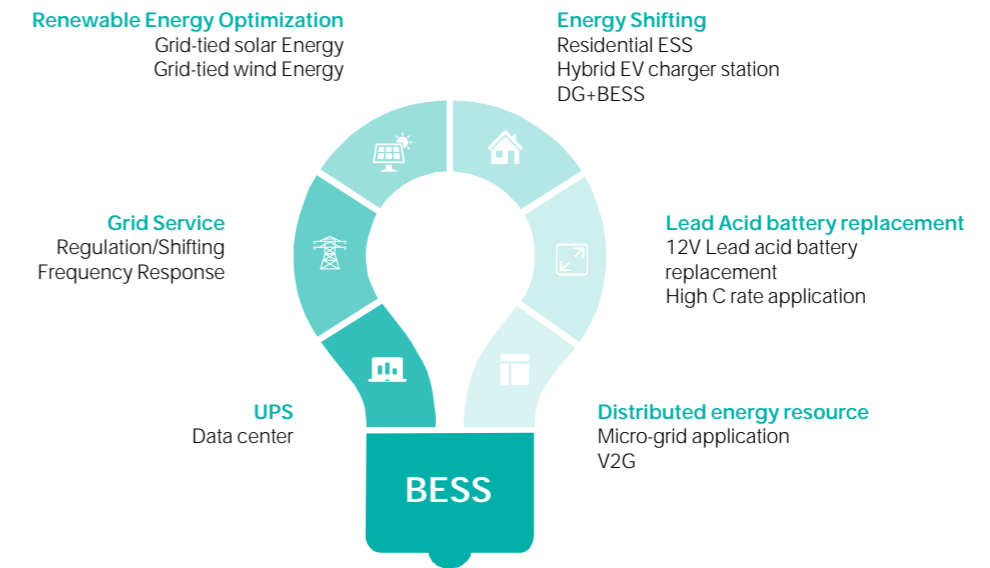 Renewable Energy Optimization
Grid-tied solar Energy
Grid-tied wind Energy
Energy Shifting
Residential ESS
Hybrid EV charger station
DG+BESS
Grid Service
Regulation/Shifting
Frequency Response
Lead Acid battery replacement
12V Lead acid battery
replacement
High C rate application
UPS
Data center
Distributed energy resource
Micro-grid application
V2G
BESS